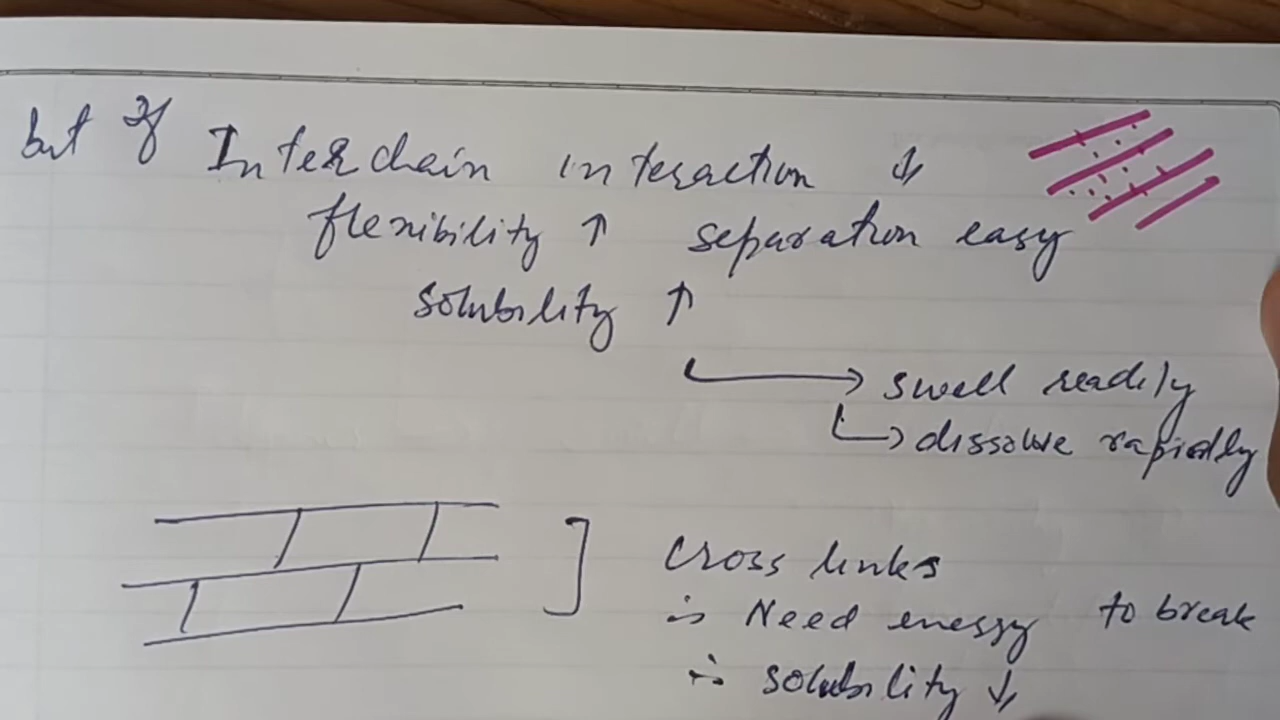 but If Interchain interaction ↓
flexibility ↑ separation easy
solubility ↑
→ swell readily
→ dissolve rapidly
Cross links
∴ Need energy to break
∴ solubility ↓